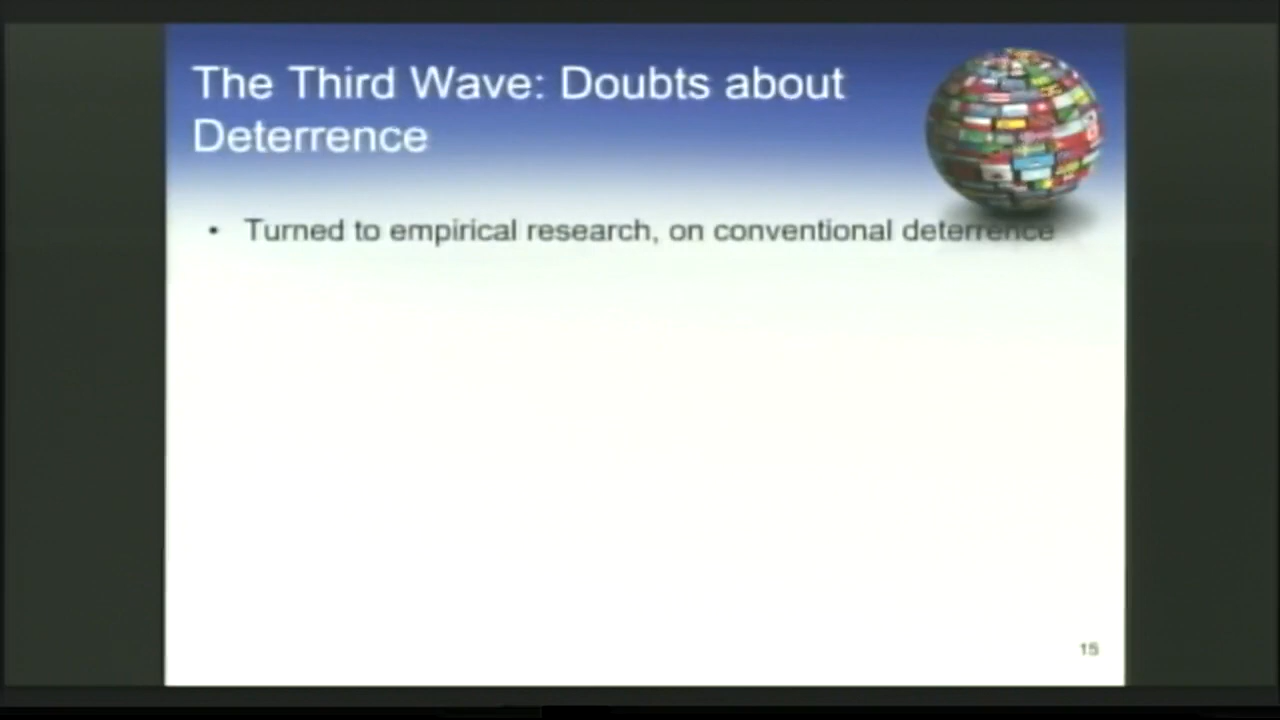 The Third Wave: Doubts about
Deterrence
• Turned to empirical research, on conventional deterrence
15